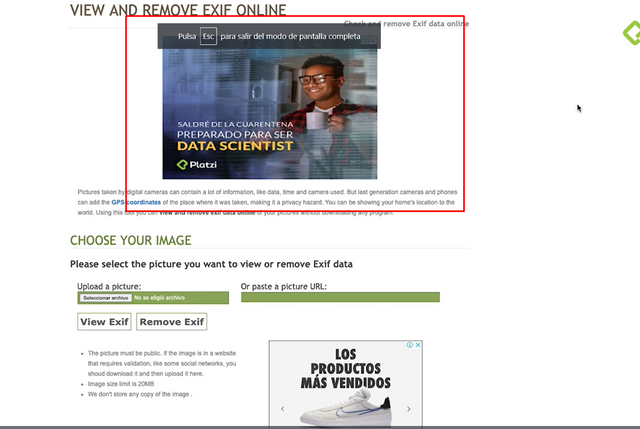 VIEW AND REMOVE EXIF ONLINE
Check and remove Exif data online
Pulsa Esc para salir del modo de pantalla completa
SALDRÉ DE LA CUARENTENA
PREPARADO PARA SER
DATA SCIENTIST
Platzi
Pictures taken by digital cameras can contain a lot of information, like data, time and camera used. But last generation cameras and phones
can add the GPS coordinates of the place where it was taken, making it a privacy hazard. You can be showing your home's location to the
world. Using this tool you can view and remove exif data online of your pictures without downloading any program.
CHOOSE YOUR IMAGE
Please select the picture you want to view or remove Exif data
Upload a picture:
Seleccionar archivo No se eligió archivo
Or paste a picture URL:
View Exif
Remove Exif
The picture must be public. If the image is in a website
that requires validation, like some social networks, you
shoud download it and then upload it here.
Image size limit is 20MB
We don't store any copy of the image .
LOS
PRODUCTOS
MÁS VENDIDOS